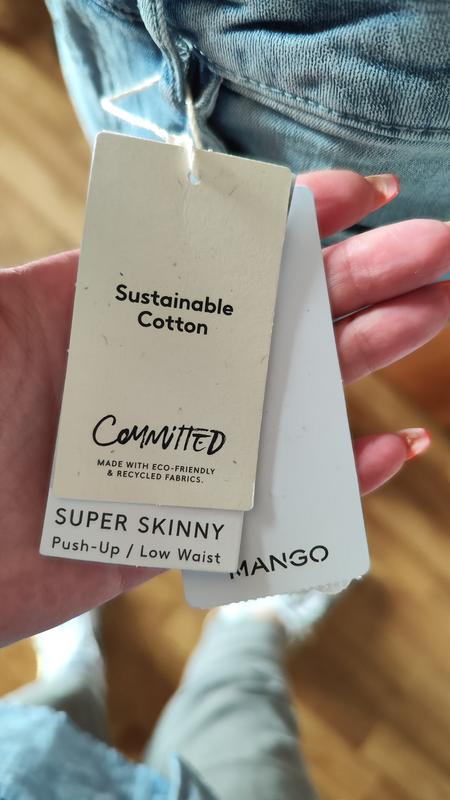 Sustainable
Cotton
COMMITTED
MADE WITH ECO-FRIENDLY
& RECYCLED FABRICS.
SUPER SKINNY
Push-Up / Low Waist
MANGO